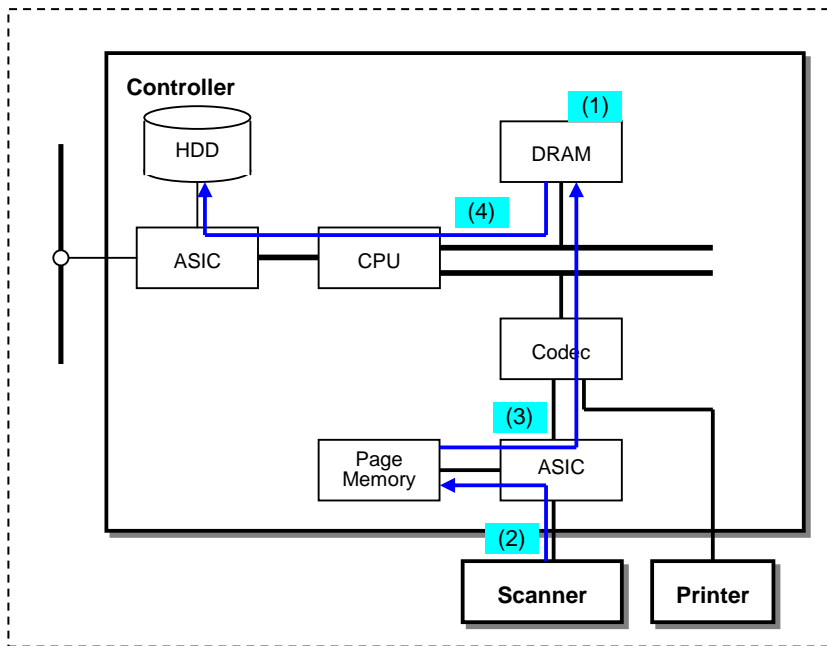 Controller
(1)
HDD
DRAM
(4)
ASIC
CPU
Codec
(3)
Page
Memory
ASIC
(2)
Scanner
Printer